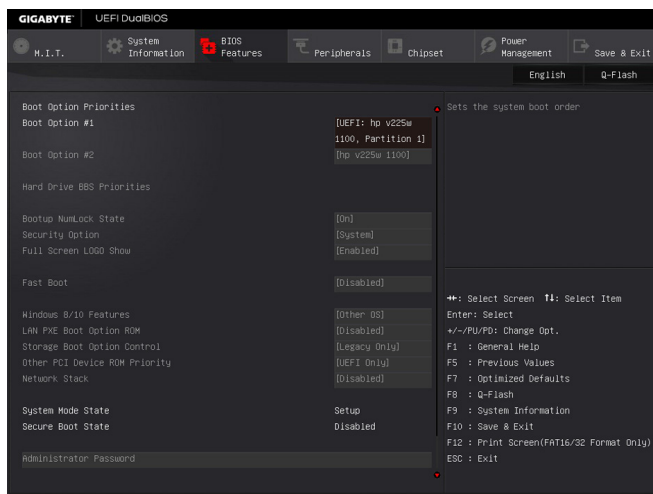 GIGABYTE™ UEFI DualBIOS
M.I.T.
System Information
BIOS Features
Peripherals
Chipset
Power Management
Save & Exit
English Q-Flash
Boot Option Priorities
Boot Option #1 [UEFI: hp v225w 1100, Partition 1]
Boot Option #2 [hp v225w 1100]
Hard Drive BBS Priorities
Bootup NumLock State [On]
Security Option [System]
Full Screen LOGO Show [Enabled]
Fast Boot [Disabled]
Windows 8/10 Features [Other OS]
LAN PXE Boot Option ROM [Disabled]
Storage Boot Option Control [Legacy Only]
Other PCI Device ROM Priority [UEFI Only]
Network Stack [Disabled]
System Mode State Setup
Secure Boot State Disabled
Administrator Password
Sets the system boot order
→←: Select Screen ↑↓: Select Item
Enter: Select
+/-/PU/PD: Change Opt.
F1 : General Help
F5 : Previous Values
F7 : Optimized Defaults
F8 : Q-Flash
F9 : System Information
F10 : Save & Exit
F12 : Print Screen(FAT16/32 Format Only)
ESC : Exit